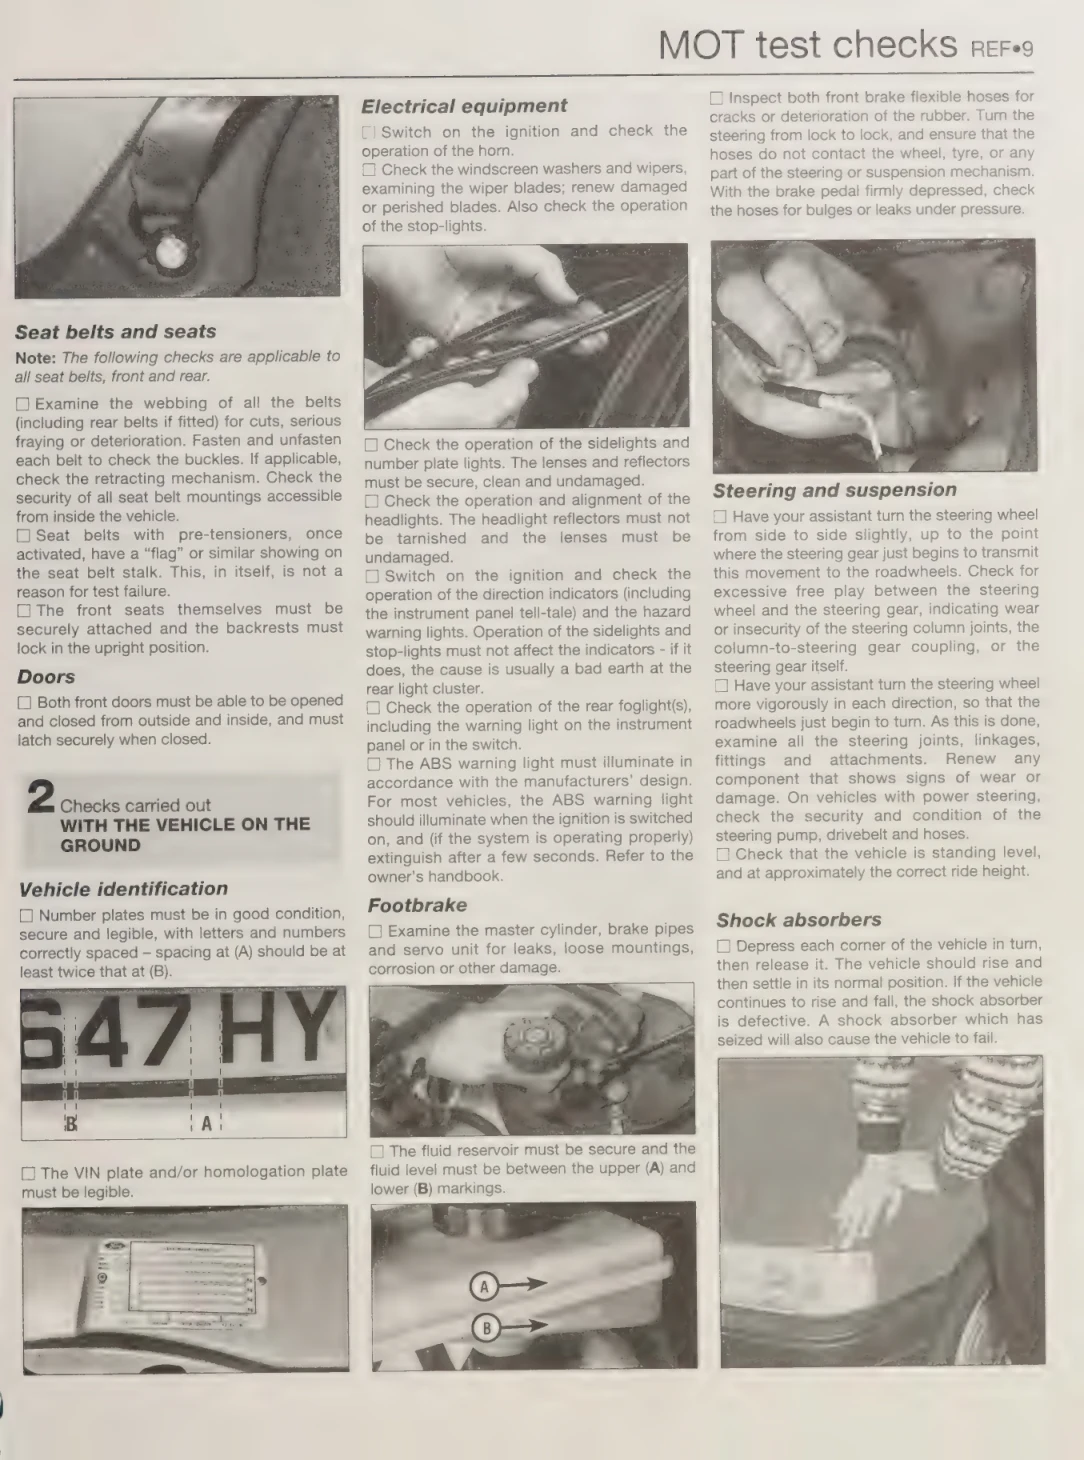 MOT test checks REF•9
Seat belts and seats
Note: The following checks are applicable to
all seat belts, front and rear.
☐ Examine the webbing of all the belts
(including rear belts if fitted) for cuts, serious
fraying or deterioration. Fasten and unfasten
each belt to check the buckles. If applicable,
check the retracting mechanism. Check the
security of all seat belt mountings accessible
from inside the vehicle.
☐ Seat belts with pre-tensioners, once
activated, have a “flag” or similar showing on
the seat belt stalk. This, in itself, is not a
reason for test failure.
☐ The front seats themselves must be
securely attached and the backrests must
lock in the upright position.
Doors
☐ Both front doors must be able to be opened
and closed from outside and inside, and must
latch securely when closed.
2 Checks carried out
WITH THE VEHICLE ON THE
GROUND
Vehicle identification
☐ Number plates must be in good condition,
secure and legible, with letters and numbers
correctly spaced – spacing at (A) should be at
least twice that at (B).
647 HY
B A
☐ The VIN plate and/or homologation plate
must be legible.
Electrical equipment
☐ Switch on the ignition and check the
operation of the horn.
☐ Check the windscreen washers and wipers,
examining the wiper blades; renew damaged
or perished blades. Also check the operation
of the stop-lights.
☐ Check the operation of the sidelights and
number plate lights. The lenses and reflectors
must be secure, clean and undamaged.
☐ Check the operation and alignment of the
headlights. The headlight reflectors must not
be tarnished and the lenses must be
undamaged.
☐ Switch on the ignition and check the
operation of the direction indicators (including
the instrument panel tell-tale) and the hazard
warning lights. Operation of the sidelights and
stop-lights must not affect the indicators - if it
does, the cause is usually a bad earth at the
rear light cluster.
☐ Check the operation of the rear foglight(s),
including the warning light on the instrument
panel or in the switch.
☐ The ABS warning light must illuminate in
accordance with the manufacturers’ design.
For most vehicles, the ABS warning light
should illuminate when the ignition is switched
on, and (if the system is operating properly)
extinguish after a few seconds. Refer to the
owner’s handbook.
Footbrake
☐ Examine the master cylinder, brake pipes
and servo unit for leaks, loose mountings,
corrosion or other damage.
☐ The fluid reservoir must be secure and the
fluid level must be between the upper (A) and
lower (B) markings.
A
B
☐ Inspect both front brake flexible hoses for
cracks or deterioration of the rubber. Turn the
steering from lock to lock, and ensure that the
hoses do not contact the wheel, tyre, or any
part of the steering or suspension mechanism.
With the brake pedal firmly depressed, check
the hoses for bulges or leaks under pressure.
Steering and suspension
☐ Have your assistant turn the steering wheel
from side to side slightly, up to the point
where the steering gear just begins to transmit
this movement to the roadwheels. Check for
excessive free play between the steering
wheel and the steering gear, indicating wear
or insecurity of the steering column joints, the
column-to-steering gear coupling, or the
steering gear itself.
☐ Have your assistant turn the steering wheel
more vigorously in each direction, so that the
roadwheels just begin to turn. As this is done,
examine all the steering joints, linkages,
fittings and attachments. Renew any
component that shows signs of wear or
damage. On vehicles with power steering,
check the security and condition of the
steering pump, drivebelt and hoses.
☐ Check that the vehicle is standing level,
and at approximately the correct ride height.
Shock absorbers
☐ Depress each corner of the vehicle in turn,
then release it. The vehicle should rise and
then settle in its normal position. If the vehicle
continues to rise and fall, the shock absorber
is defective. A shock absorber which has
seized will also cause the vehicle to fail.